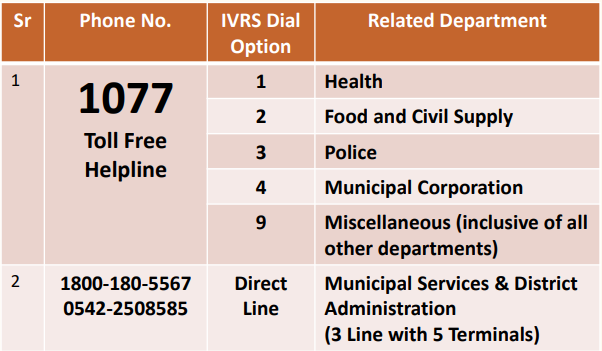 Sr Phone No. IVRS Dial Option Related Department
1 1077 Toll Free Helpline
1 Health
2 Food and Civil Supply
3 Police
4 Municipal Corporation
9 Miscellaneous (inclusive of all
other departments)
2 1800-180-5567 Direct Municipal Services & District
0542-2508585 Line Administration
(3 Line with 5 Terminals)